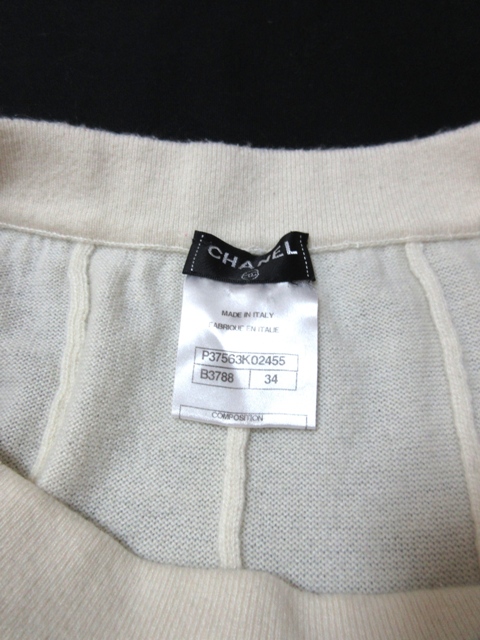 CHANEL
MADE IN ITALY
FABRIQUE EN ITALIE
P37563K02455
B3788 34
COMPOSITION